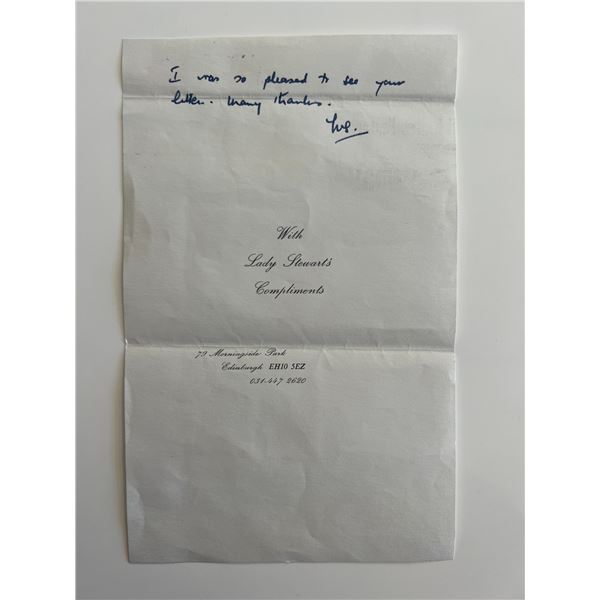 I was so pleased to see your
letter. Many thanks.
With
Lady Stewart's
Compliments
79 Morningside Park
Edinburgh EH10 5EZ
031-447 2620